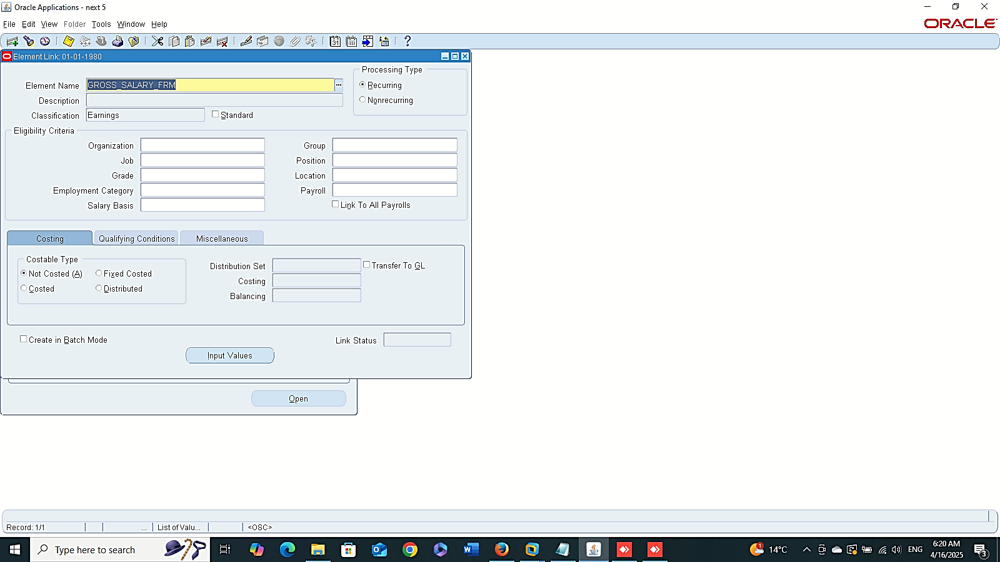 Oracle Applications - next 5
File Edit View Folder Tools Window Help
ORACLE
Element Link: 01-01-1980
Processing Type
Element Name GROSS_SALARY_FRM
Recurring
Description
Nonrecurring
Classification Earnings
Standard
Eligibility Criteria
Organization
Group
Job
Position
Grade
Location
Employment Category
Payroll
Salary Basis
Link To All Payrolls
Costing Qualifying Conditions Miscellaneous
Costable Type
Not Costed (A) Fixed Costed
Costed Distributed
Distribution Set
Transfer To GL
Costing
Balancing
Create in Batch Mode
Link Status
Input Values
Open
Record: 1/1 ... List of Valu... <OSC>
Type here to search
14°C
ENG
6:20 AM
4/16/2025
3